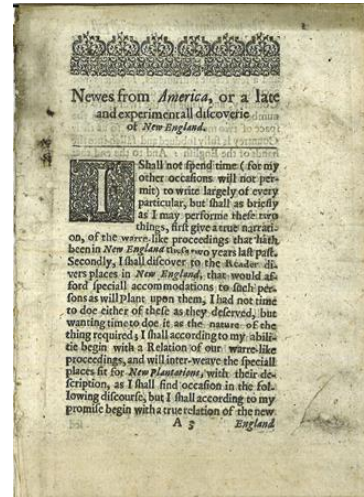 Newes from America, or a late
and experimentall discoverie
of New England.
I Shall not spend time (for my
other occasions will not per-
mit) to write largely of every
particular, but shall as briefly
as I may performe these two
things, first give a true narrati-
on, of the warre-like proceedings that hath
been in New England these two years last past.
Secondly, I shall discover to the Reader di-
vers places in New England, that would af-
ford speciall accommodations to such per-
sons as will Plant upon them, I had not time
to doe either of these as they deserved, but
wanting time to doe it as the nature of the
thing required; I shall according to my abili-
tie begin with a Relation of our warre-like
proceedings, and will inter-weave the speciall
places fit for New Plantations, with their de-
scription, as I shall find occasion in the fol-
lowing discourse, but I shall according to my
promise begin with a true relation of the new
A 3 England